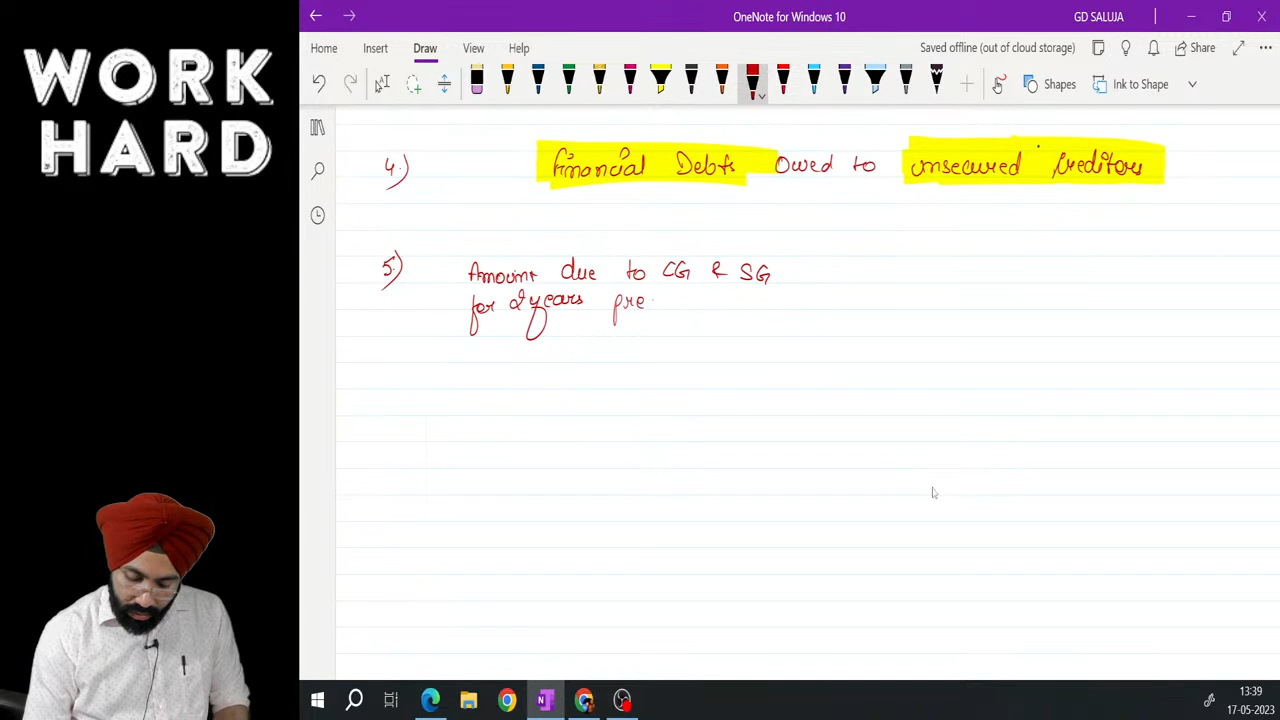 WORK
HARD
OneNote for Windows 10
GD SALUJA
Home Insert Draw View Help
Saved offline (out of cloud storage)
Share
Shapes
Ink to Shape
4.) Financial Debts owed to unsecured Creditors
5.) Amount due to CG & SG
for 2 years pre
13:39
17-05-2023